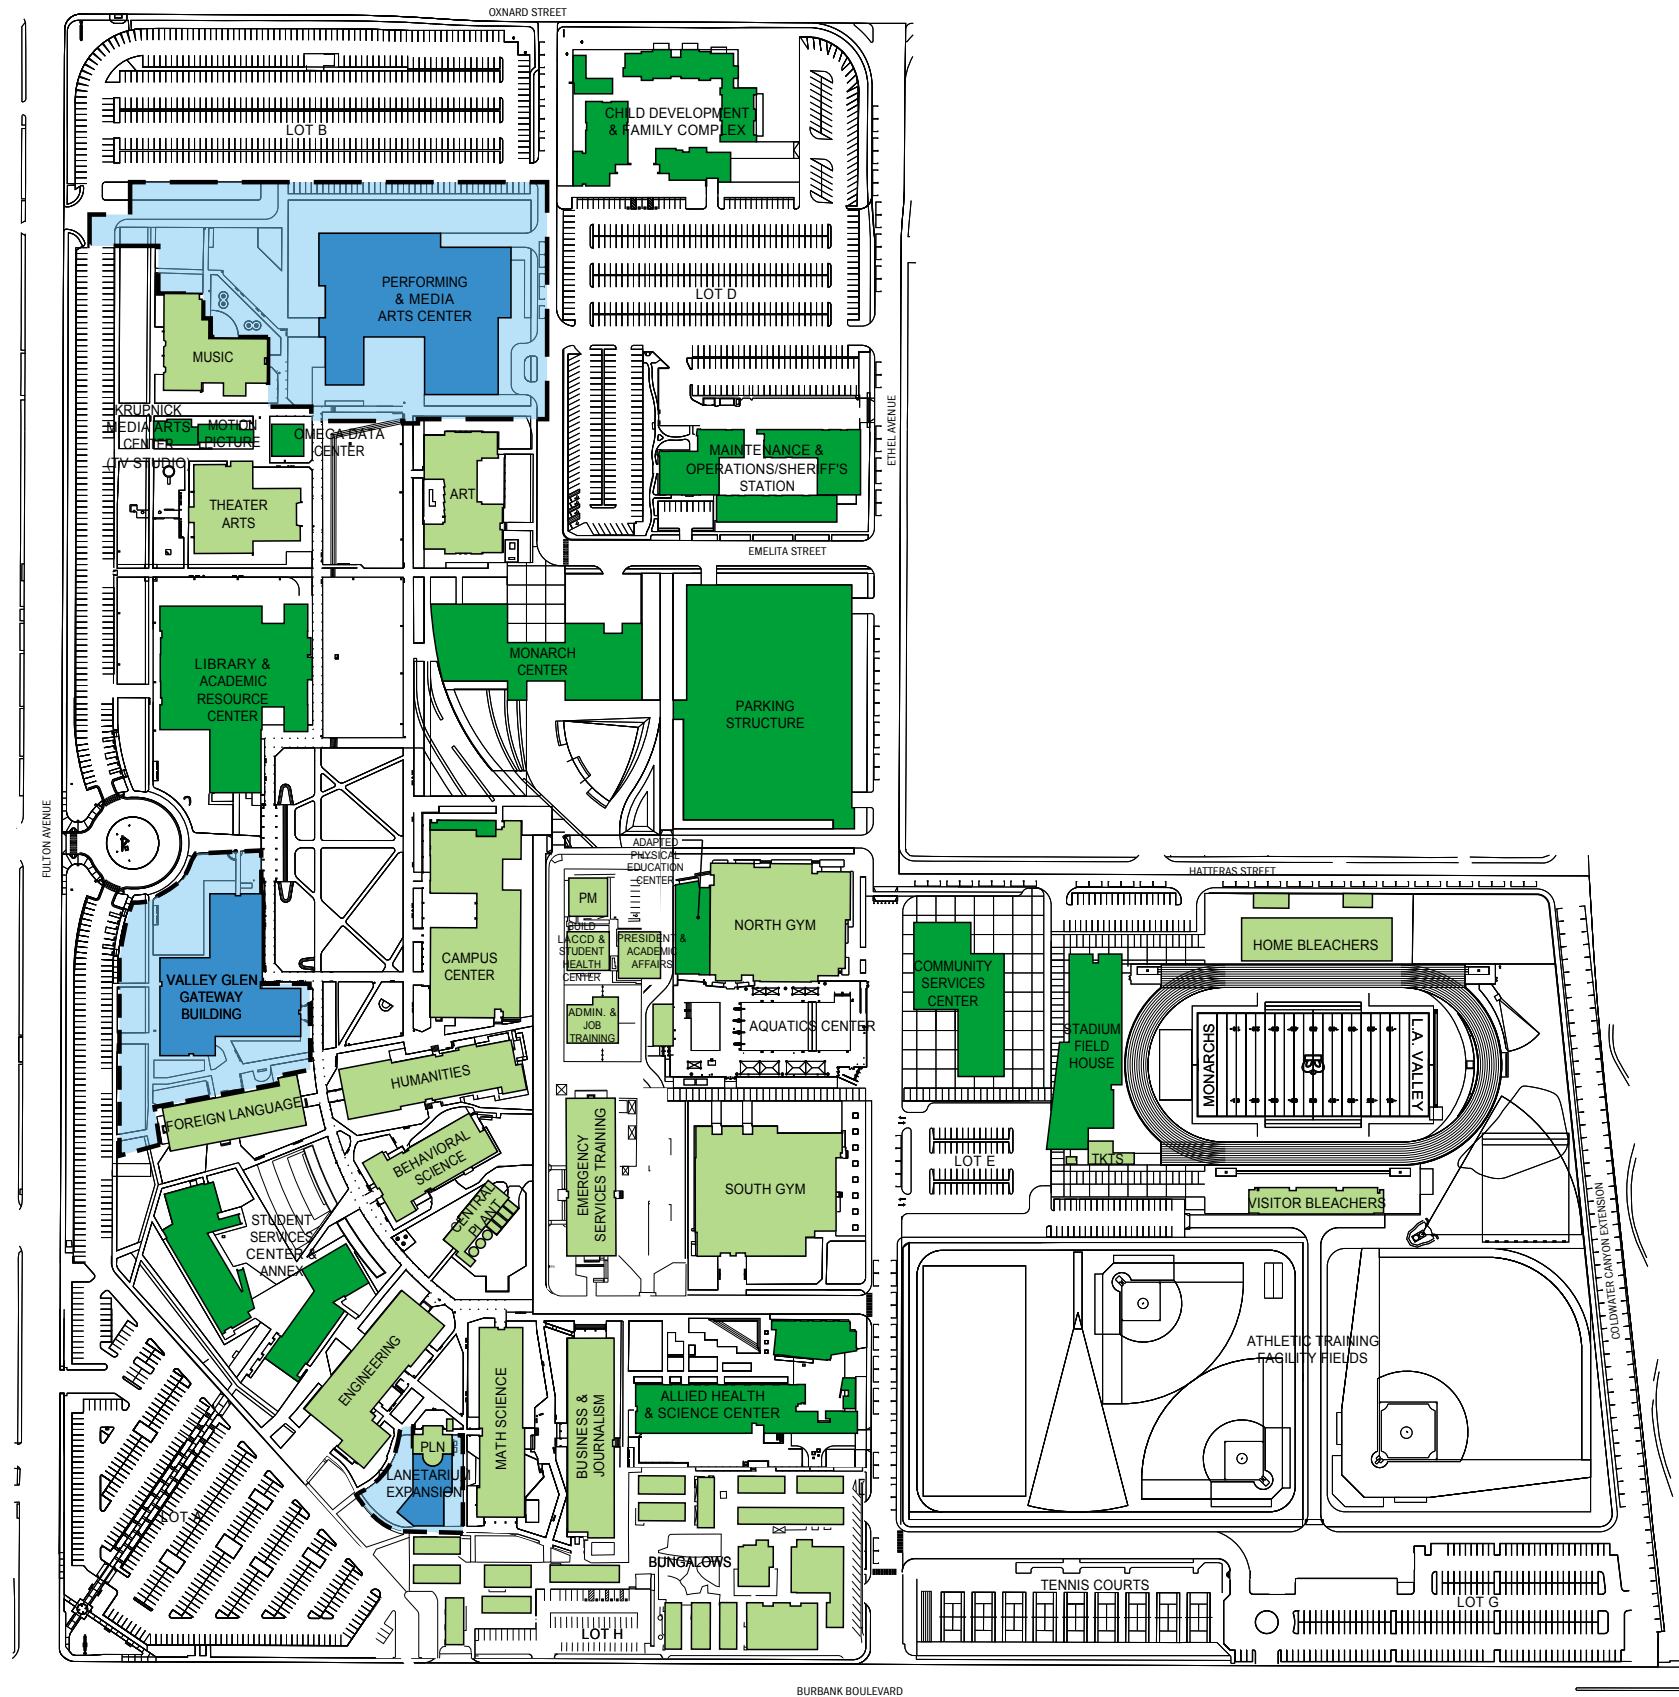 OXNARD STREET
LOT B
CHILD DEVELOPMENT
& FAMILY COMPLEX
PERFORMING
& MEDIA
ARTS CENTER
LOT D
MUSIC
KRUPNICK
MEDIA ARTS
CENTER
(TV STUDIO)
MOTION
PICTURE
OMEGA DATA
CENTER
ETHEL AVENUE
MAINTENANCE &
OPERATIONS/SHERIFF'S
STATION
ART
THEATER
ARTS
EMELITA STREET
MONARCH
CENTER
LIBRARY &
ACADEMIC
RESOURCE
CENTER
PARKING
STRUCTURE
FULTON AVENUE
ADAPTED
PHYSICAL
EDUCATION
CENTER
HATTERAS STREET
PM
BUILD
LACCD &
STUDENT
HEALTH
CENTER
PRESIDENT &
ACADEMIC
AFFAIRS
NORTH GYM
HOME BLEACHERS
CAMPUS
CENTER
COMMUNITY
SERVICES
CENTER
VALLEY GLEN
GATEWAY
BUILDING
ADMIN. &
JOB
TRAINING
AQUATICS CENTER
STADIUM
FIELD
HOUSE
MONARCHS
L.A. VALLEY
HUMANITIES
FOREIGN LANGUAGE
BEHAVIORAL
SCIENCE
EMERGENCY
SERVICES TRAINING
LOT E
TKTS
SOUTH GYM
VISITOR BLEACHERS
CENTRAL
PLANT
STUDENT
SERVICES
CENTER &
ANNEX
COLDWATER CANYON EXTENSION
ENGINEERING
ATHLETIC TRAINING
FACILITY FIELDS
MATH SCIENCE
BUSINESS &
JOURNALISM
ALLIED HEALTH
& SCIENCE CENTER
PLN
PLANETARIUM
EXPANSION
LOT A
BUNGALOWS
TENNIS COURTS
LOT G
LOT H
BURBANK BOULEVARD